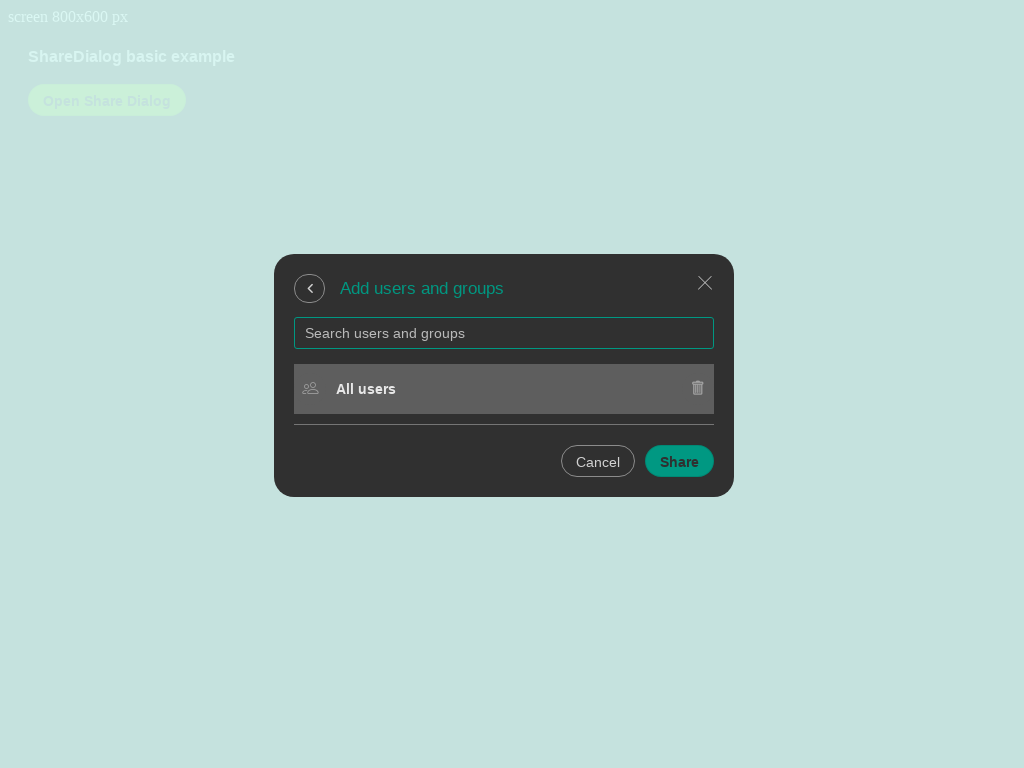 screen 800x600 px
ShareDialog basic example
Open Share Dialog
Add users and groups
Search users and groups
All users
Cancel
Share